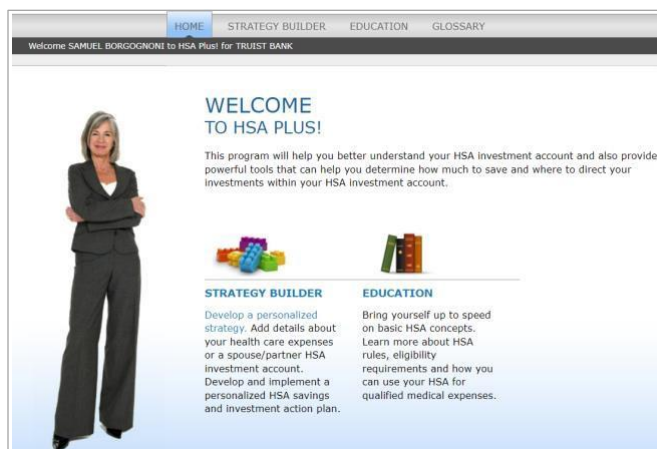 HOME STRATEGY BUILDER EDUCATION GLOSSARY
Welcome SAMUEL BORGOGNONI to HSA Plus! for TRUIST BANK
WELCOME
TO HSA PLUS!
This program will help you better understand your HSA investment account and also provide
powerful tools that can help you determine how much to save and where to direct your
investments within your HSA investment account.
STRATEGY BUILDER
Develop a personalized
strategy. Add details about
your health care expenses
or a spouse/partner HSA
investment account.
Develop and implement a
personalized HSA savings
and investment action plan.
EDUCATION
Bring yourself up to speed
on basic HSA concepts.
Learn more about HSA
rules, eligibility
requirements and how you
can use your HSA for
qualified medical expenses.